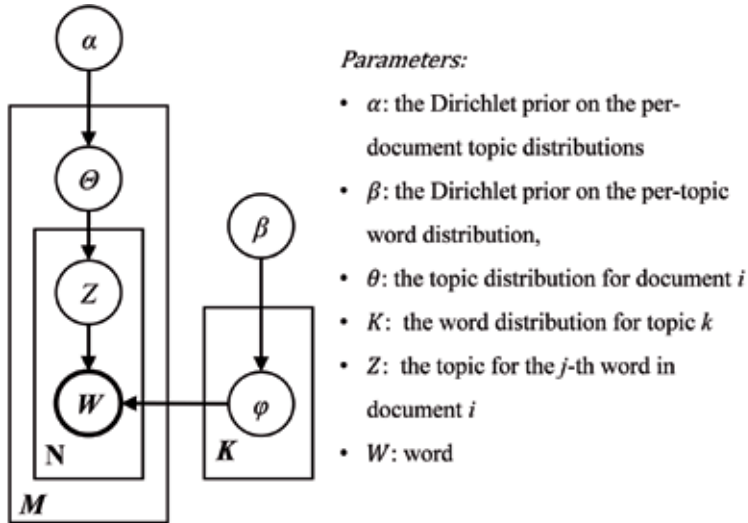 α
Θ
Z
W
N
M
β
φ
K
Parameters:
• α: the Dirichlet prior on the per-
document topic distributions
• β: the Dirichlet prior on the per-topic
word distribution,
• θ: the topic distribution for document i
• K: the word distribution for topic k
• Z: the topic for the j-th word in
document i
• W: word